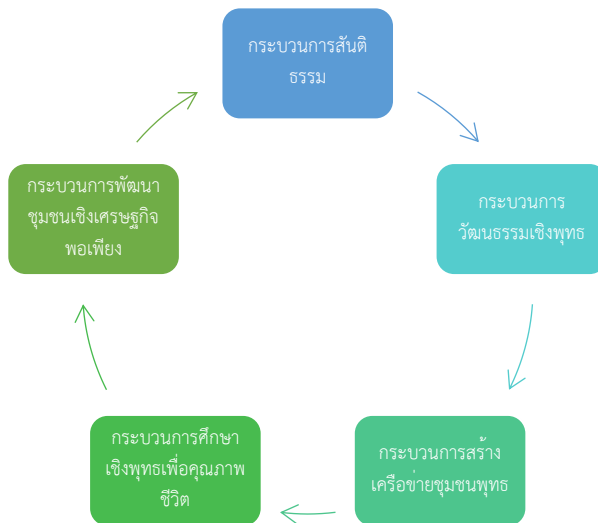 กระบวนการสันติ
ธรรม
กระบวนการ
วัฒนธรรมเชิงพุทธ
กระบวนการสร้าง
เครือข่ายชุมชนพุทธ
กระบวนการศึกษา
เชิงพุทธเพื่อคุณภาพ
ชีวิต
กระบวนการพัฒนา
ชุมชนเชิงเศรษฐกิจ
พอเพียง